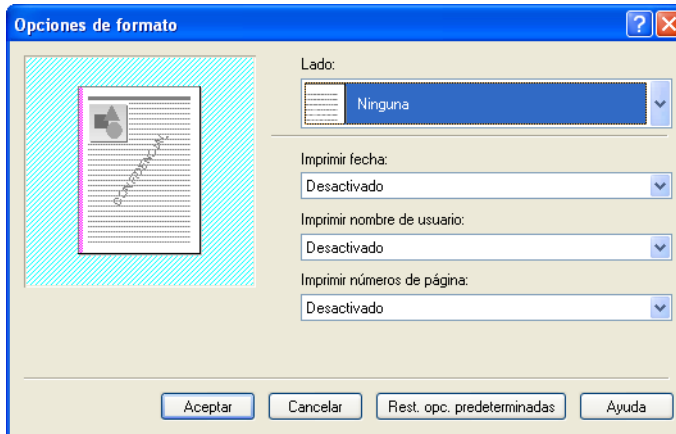 Opciones de formato
Lado:
Ninguna
Imprimir fecha:
Desactivado
Imprimir nombre de usuario:
Desactivado
Imprimir números de página:
Desactivado
CONFIDENCIAL
Aceptar
Cancelar
Rest. opc. predeterminadas
Ayuda